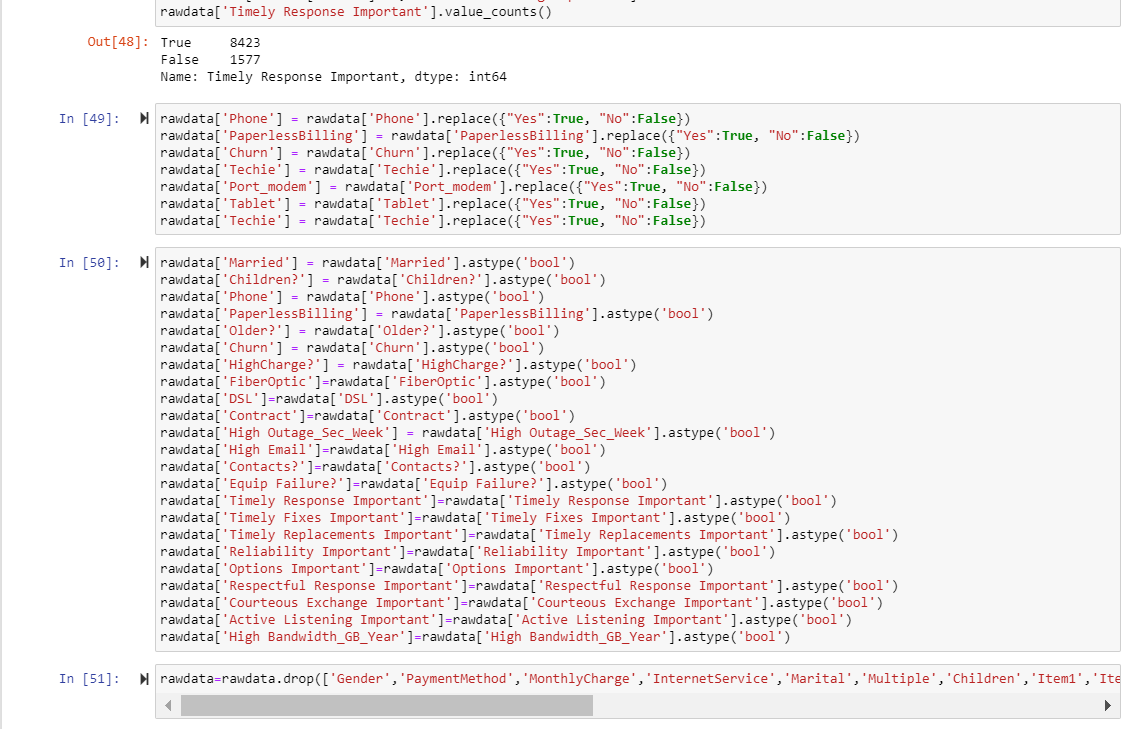 rawdata['Timely Response Important'].value_counts()
Out[48]: True     8423
False    1577
Name: Timely Response Important, dtype: int64
In [49]: rawdata['Phone'] = rawdata['Phone'].replace({"Yes":True, "No":False})
rawdata['PaperlessBilling'] = rawdata['PaperlessBilling'].replace({"Yes":True, "No":False})
rawdata['Churn'] = rawdata['Churn'].replace({"Yes":True, "No":False})
rawdata['Techie'] = rawdata['Techie'].replace({"Yes":True, "No":False})
rawdata['Port_modem'] = rawdata['Port_modem'].replace({"Yes":True, "No":False})
rawdata['Tablet'] = rawdata['Tablet'].replace({"Yes":True, "No":False})
rawdata['Techie'] = rawdata['Techie'].replace({"Yes":True, "No":False})
In [50]: rawdata['Married'] = rawdata['Married'].astype('bool')
rawdata['Children?'] = rawdata['Children?'].astype('bool')
rawdata['Phone'] = rawdata['Phone'].astype('bool')
rawdata['PaperlessBilling'] = rawdata['PaperlessBilling'].astype('bool')
rawdata['Older?'] = rawdata['Older?'].astype('bool')
rawdata['Churn'] = rawdata['Churn'].astype('bool')
rawdata['HighCharge?'] = rawdata['HighCharge?'].astype('bool')
rawdata['FiberOptic']=rawdata['FiberOptic'].astype('bool')
rawdata['DSL']=rawdata['DSL'].astype('bool')
rawdata['Contract']=rawdata['Contract'].astype('bool')
rawdata['High Outage_Sec_Week'] = rawdata['High Outage_Sec_Week'].astype('bool')
rawdata['High Email']=rawdata['High Email'].astype('bool')
rawdata['Contacts?']=rawdata['Contacts?'].astype('bool')
rawdata['Equip Failure?']=rawdata['Equip Failure?'].astype('bool')
rawdata['Timely Response Important']=rawdata['Timely Response Important'].astype('bool')
rawdata['Timely Fixes Important']=rawdata['Timely Fixes Important'].astype('bool')
rawdata['Timely Replacements Important']=rawdata['Timely Replacements Important'].astype('bool')
rawdata['Reliability Important']=rawdata['Reliability Important'].astype('bool')
rawdata['Options Important']=rawdata['Options Important'].astype('bool')
rawdata['Respectful Response Important']=rawdata['Respectful Response Important'].astype('bool')
rawdata['Courteous Exchange Important']=rawdata['Courteous Exchange Important'].astype('bool')
rawdata['Active Listening Important']=rawdata['Active Listening Important'].astype('bool')
rawdata['High Bandwidth_GB_Year']=rawdata['High Bandwidth_GB_Year'].astype('bool')
In [51]: rawdata=rawdata.drop(['Gender','PaymentMethod','MonthlyCharge','InternetService','Marital','Multiple','Children','Item1','Ite